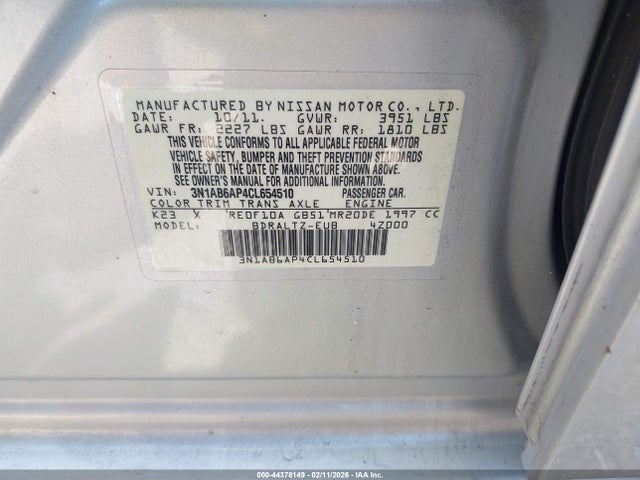 MANUFACTURED BY NISSAN MOTOR CO., LTD.
DATE: 10/11. GVWR: 3951 LBS
GAWR FR: 2227 LBS GAWR RR: 1810 LBS
THIS VEHICLE CONFORMS TO ALL APPLICABLE FEDERAL MOTOR
VEHICLE SAFETY, BUMPER AND THEFT PREVENTION STANDARDS
IN EFFECT ON THE DATE OF MANUFACTURE SHOWN ABOVE.
SEE OWNER'S MANUAL FOR ADDITIONAL INFORMATION
VIN: 3N1AB6AP4CL654510 PASSENGER CAR.
COLOR TRIM TRANS AXLE ENGINE
K23 X RE0F10A GB51 MR20DE 1997 CC
MODEL: BDRALTZ-EUB 4Z000
3N1AB6AP4CL654510
000-44378149 - 02/11/2026 - IAA Inc.